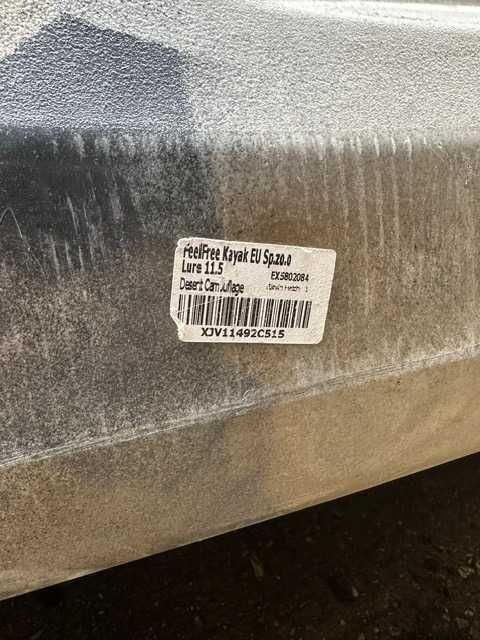 FeelFree Kayak EU Sp.zo.o
Lure 11.5
EX5802084
Desert Camouflage
XJV11492C515